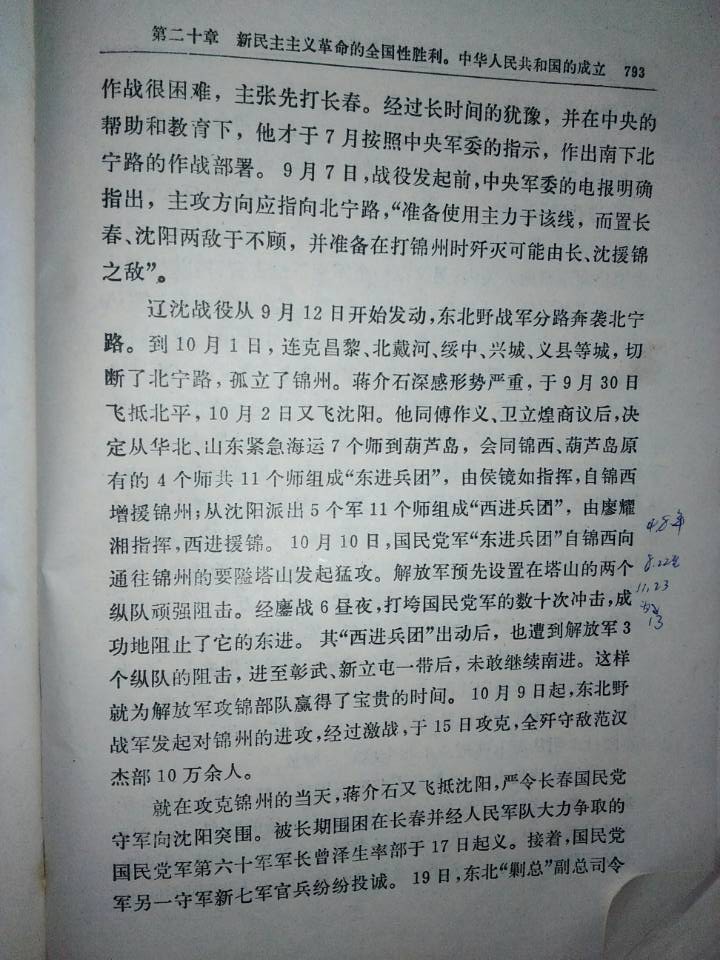 第二十章 新民主主义革命的全国性胜利。中华人民共和国的成立 793
作战很困难，主张先打长春。经过长时间的犹豫，并在中央的
帮助和教育下，他才于7月按照中央军委的指示，作出南下北
宁路的作战部署。9月7日，战役发起前，中央军委的电报明确
指出，主攻方向应指向北宁路，“准备使用主力于该线，而置长
春、沈阳两敌于不顾，并准备在打锦州时歼灭可能由长、沈援锦
之敌”。
辽沈战役从9月12日开始发动，东北野战军分路奔袭北宁
路。到10月1日，连克昌黎、北戴河、绥中、兴城、义县等城，切
断了北宁路，孤立了锦州。蒋介石深感形势严重，于9月30日
飞抵北平，10月2日又飞沈阳。他同傅作义、卫立煌商议后，决
定从华北、山东紧急海运7个师到葫芦岛，会同锦西、葫芦岛原
有的4个师共11个师组成“东进兵团”，由侯镜如指挥，自锦西
增援锦州；从沈阳派出5个军11个师组成“西进兵团”，由廖耀
湘指挥，西进援锦。10月10日，国民党军“东进兵团”自锦西向
通往锦州的要隘塔山发起猛攻。解放军预先设置在塔山的两个
纵队顽强阻击。经鏖战6昼夜，打垮国民党军的数十次冲击，成
功地阻止了它的东进。其“西进兵团”出动后，也遭到解放军3
个纵队的阻击，进至彰武、新立屯一带后，未敢继续南进。这样
就为解放军攻锦部队赢得了宝贵的时间。10月9日起，东北野
战军发起对锦州的进攻，经过激战，于15日攻克，全歼守敌范汉
杰部10万余人。
就在攻克锦州的当天，蒋介石又飞抵沈阳，严令长春国民党
守军向沈阳突围。被长期围困在长春并经人民军队大力争取的
国民党军第六十军军长曾泽生率部于17日起义。接着，国民党
军另一守军新七军官兵纷纷投诚。19日，东北“剿总”副总司令
48年
8.22
11.23
13